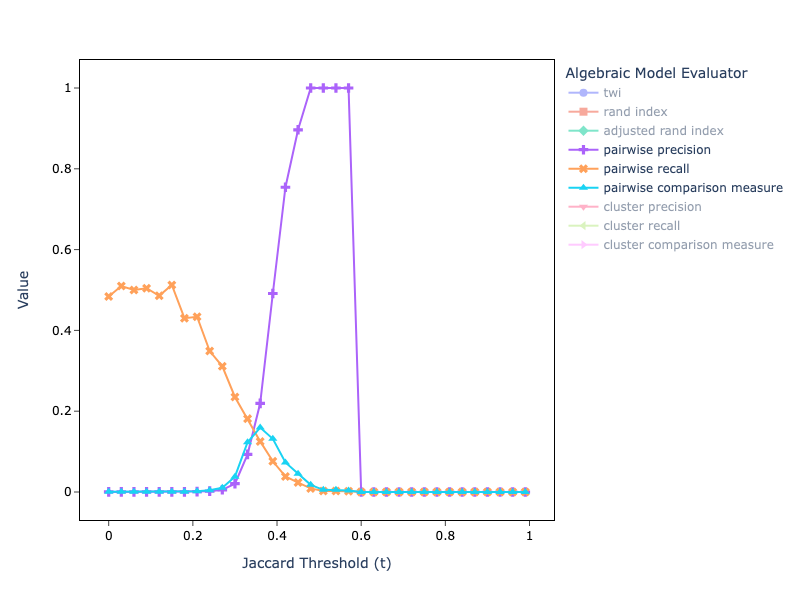 Algebraic Model Evaluator
twi
rand index
adjusted rand index
pairwise precision
pairwise recall
pairwise comparison measure
cluster precision
cluster recall
cluster comparison measure
1
0.8
0.6
0.4
0.2
0
Value
0 0.2 0.4 0.6 0.8 1
Jaccard Threshold (t)